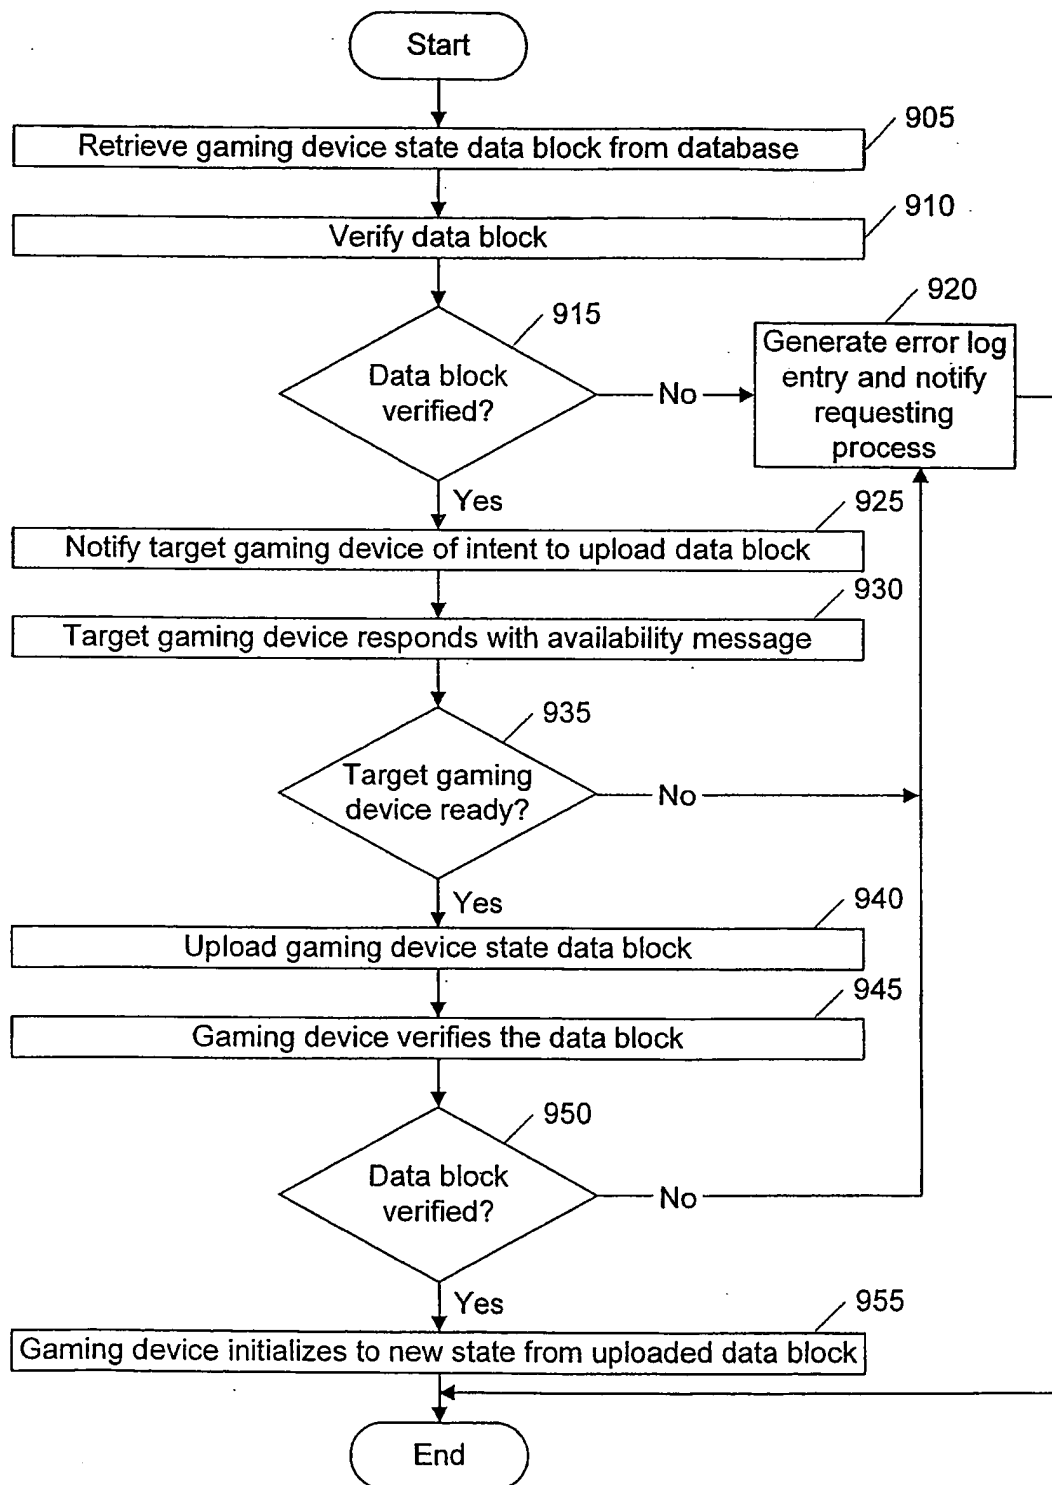 Start
905
Retrieve gaming device state data block from database
910
Verify data block
915
Data block
verified?
No
920
Generate error log
entry and notify
requesting
process
Yes
925
Notify target gaming device of intent to upload data block
930
Target gaming device responds with availability message
935
Target gaming
device ready?
No
Yes
940
Upload gaming device state data block
945
Gaming device verifies the data block
950
Data block
verified?
No
Yes
955
Gaming device initializes to new state from uploaded data block
End